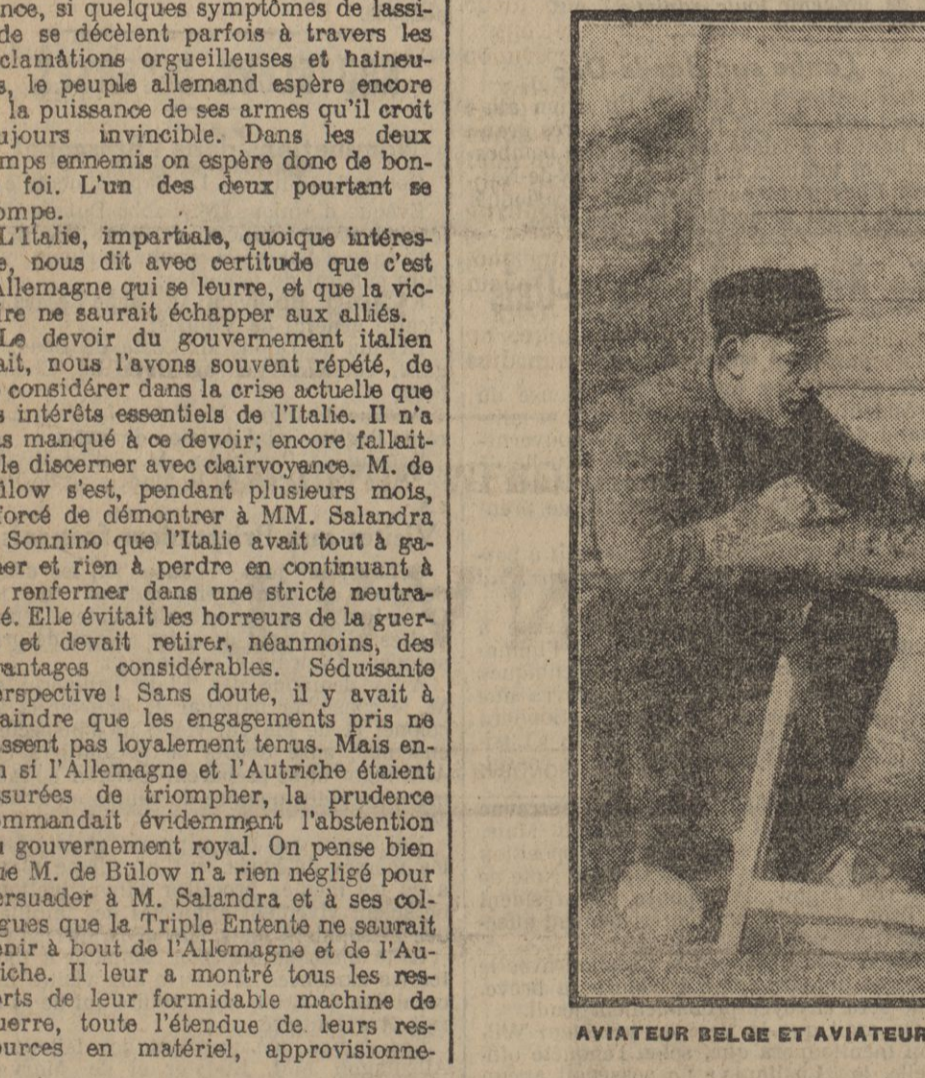 nce, si quelques symptômes de lassi-
de se décèlent parfois à travers les
clamâtions orgueilleuses et haineu-
s, le peuple allemand espère encore
la puissance de ses armes qu'il croit
ujours invincible. Dans les deux
mps ennemis on espère donc de bon-
foi. L'un des deux pourtant se
ompe.
L'Italie, impartiale, quoique intéres-
e, nous dit avec certitude que c'est
Allemagne qui se leurre, et que la vic-
ire ne saurait échapper aux alliés.
Le devoir du gouvernement italien
ait, nous l'avons souvent répété, de
considérer dans la crise actuelle que
s intérêts essentiels de l'Italie. Il n'a
as manqué à ce devoir; encore fallait-
le discerner avec clairvoyance. M. de
ülow s'est, pendant plusieurs mois,
forcé de démontrer à MM. Salandra
Sonnino que l'Italie avait tout à ga-
ner et rien à perdre en continuant à
renfermer dans une stricte neutra-
é. Elle évitait les horreurs de la guer-
et devait retirer, néanmoins, des
vantages considérables. Séduisante
erspective ! Sans doute, il y avait à
aindre que les engagements pris ne
ssent pas loyalement tenus. Mais en-
n si l'Allemagne et l'Autriche étaient
surées de triompher, la prudence
ommandait évidemment l'abstention
u gouvernement royal. On pense bien
ue M. de Bülow n'a rien négligé pour
ersuader à M. Salandra et à ses col-
gues que la Triple Entente ne saurait
enir à bout de l'Allemagne et de l'Au-
iche. Il leur a montré tous les res-
orts de leur formidable machine de
uerre, toute l'étendue de leurs res-
ources en matériel, approvisionne-
AVIATEUR BELGE ET AVIATEUR